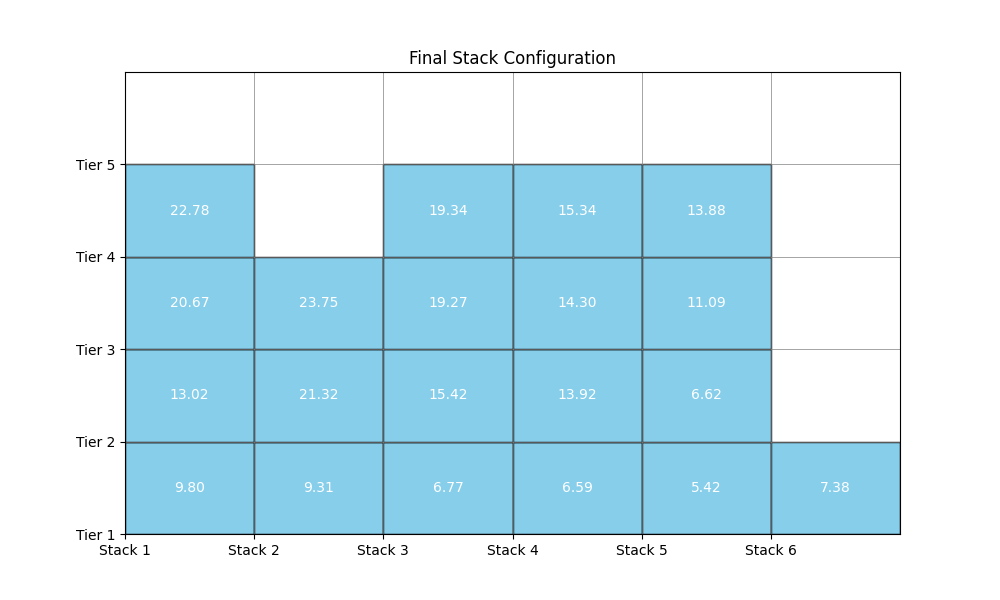 Final Stack Configuration
Tier 5
22.78 19.34 15.34 13.88
Tier 4
20.67 23.75 19.27 14.30 11.09
Tier 3
13.02 21.32 15.42 13.92 6.62
Tier 2
9.80 9.31 6.77 6.59 5.42 7.38
Tier 1
Stack 1 Stack 2 Stack 3 Stack 4 Stack 5 Stack 6